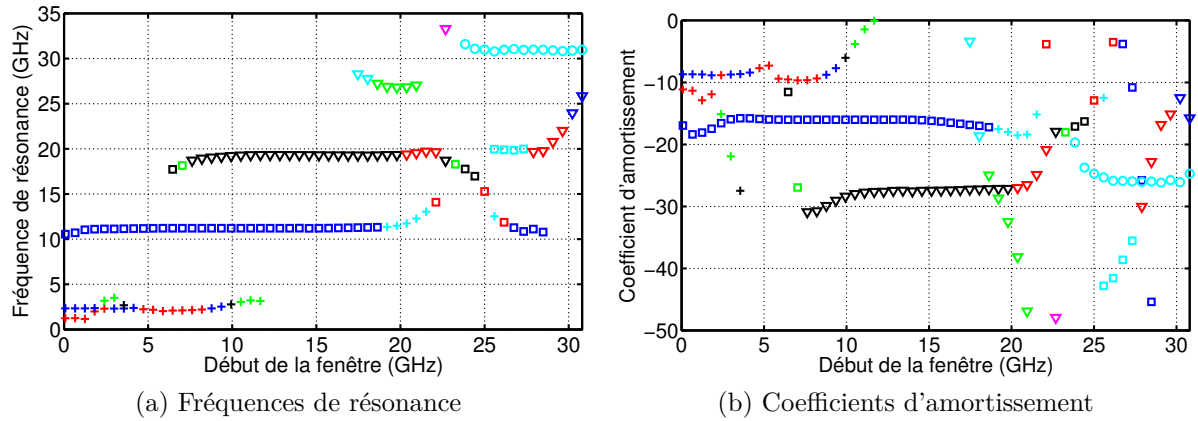 35
30
25
20
15
10
5
0
Fréquence de résonance (GHz)
0 5 10 15 20 25 30
Début de la fenêtre (GHz)
(a) Fréquences de résonance
−0
−10
−20
−30
−40
−50
Coefficient d'amortissement
0 5 10 15 20 25 30
Début de la fenêtre (GHz)
(b) Coefficients d'amortissement